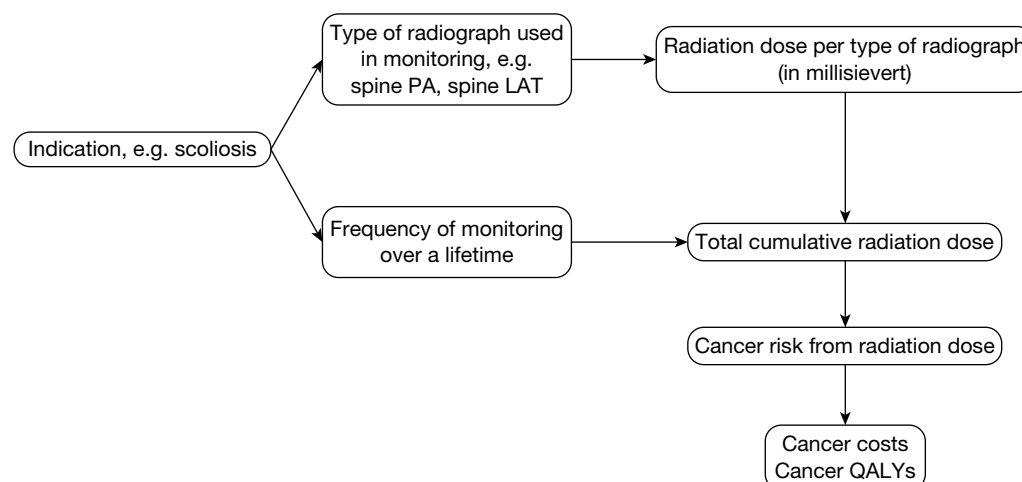 Type of radiograph used
in monitoring, e.g.
spine PA, spine LAT
Radiation dose per type of radiograph
(in millisievert)
Indication, e.g. scoliosis
Frequency of monitoring
over a lifetime
Total cumulative radiation dose
Cancer risk from radiation dose
Cancer costs
Cancer QALYs